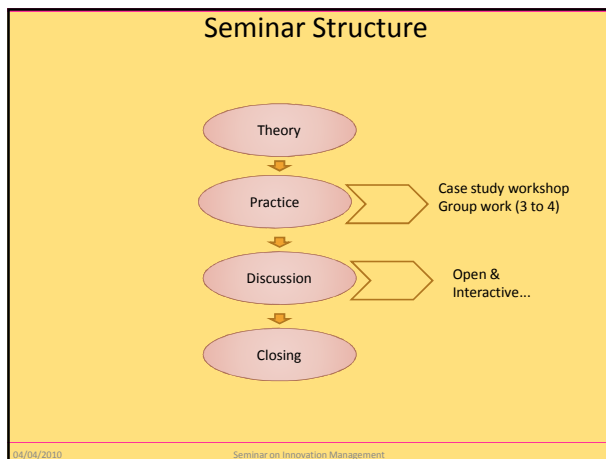 Seminar Structure
Theory
Practice
Case study workshop
Group work (3 to 4)
Discussion
Open &
Interactive...
Closing
04/04/2010
Seminar on Innovation Management